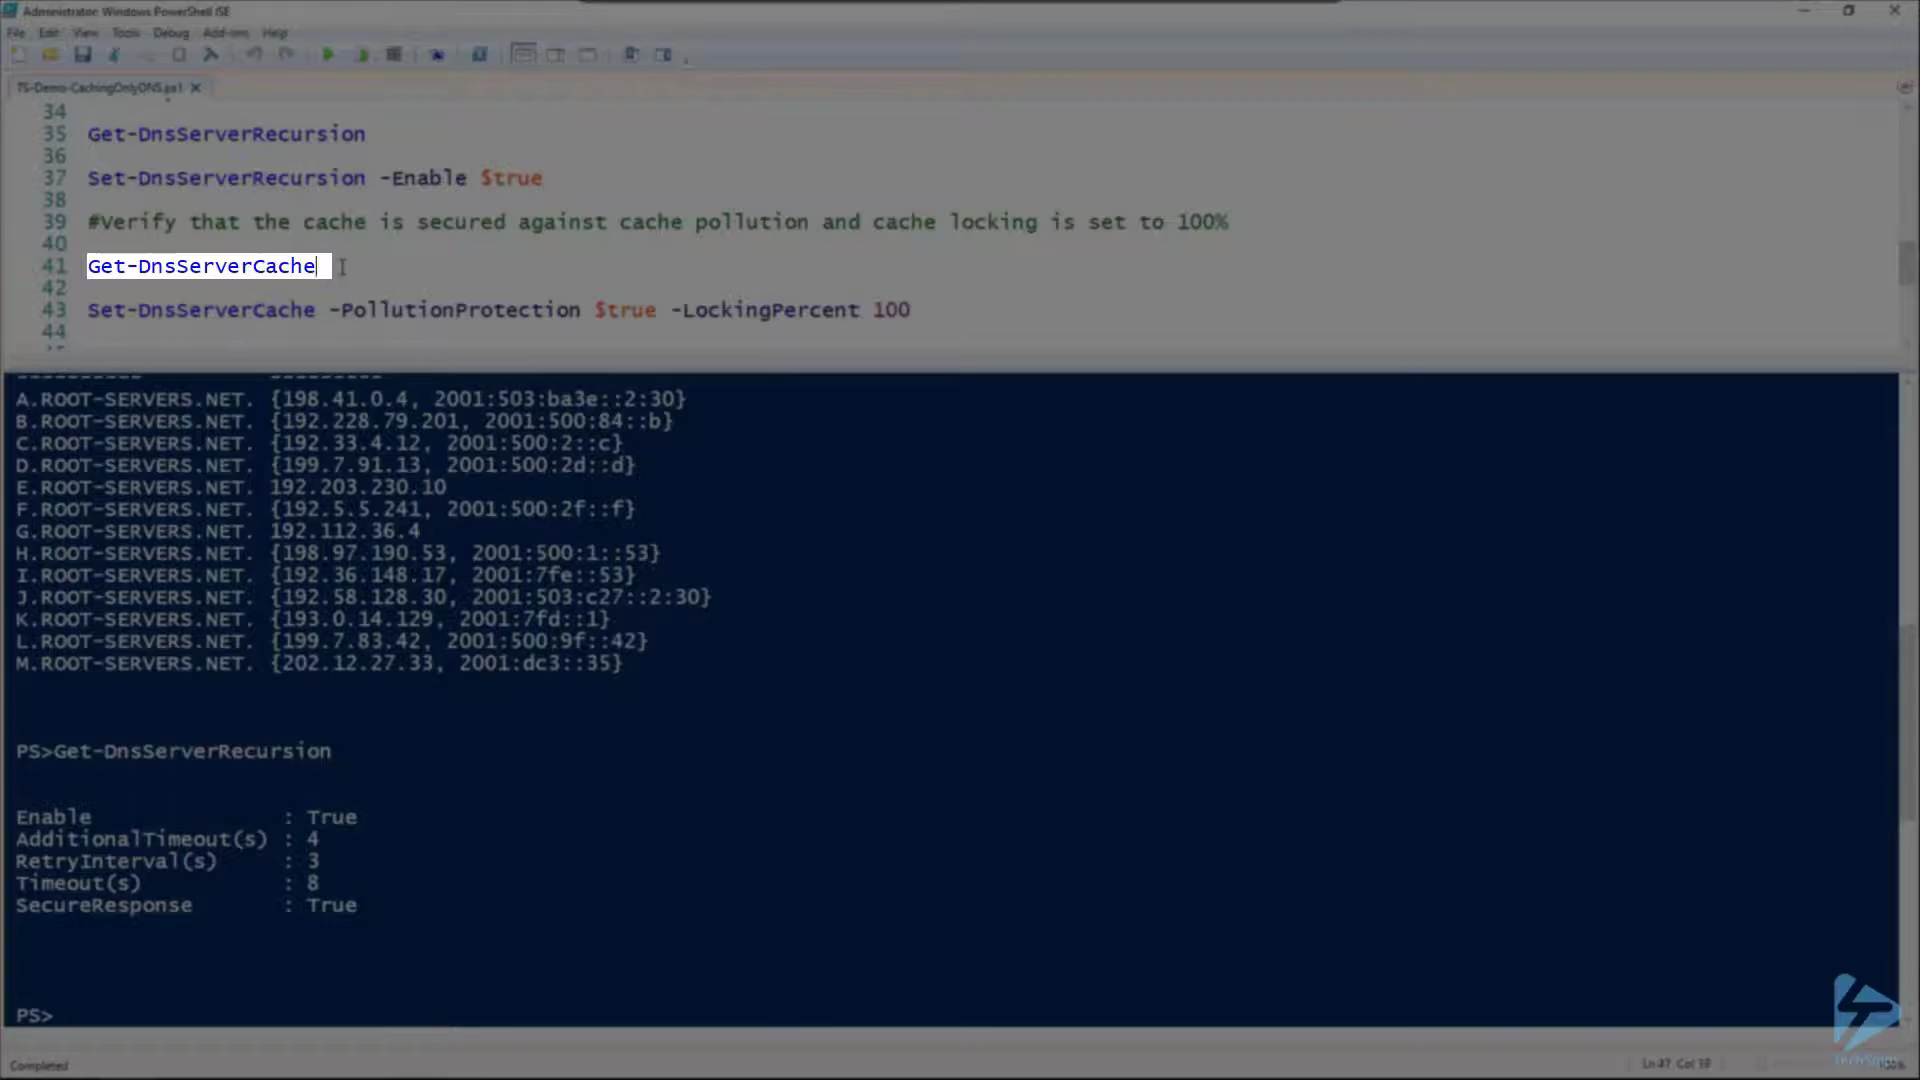 Administrator: Windows PowerShell ISE
File Edit View Tools Debug Add-ons Help
TS-Demo-CachingOnlyDNS.ps1
34
35 Get-DnsServerRecursion
36
37 Set-DnsServerRecursion -Enable $true
38
39 #Verify that the cache is secured against cache pollution and cache locking is set to 100%
40
41 Get-DnsServerCache
42
43 Set-DnsServerCache -PollutionProtection $true -LockingPercent 100
44
A.ROOT-SERVERS.NET. {198.41.0.4, 2001:503:ba3e::2:30}
B.ROOT-SERVERS.NET. {192.228.79.201, 2001:500:84::b}
C.ROOT-SERVERS.NET. {192.33.4.12, 2001:500:2::c}
D.ROOT-SERVERS.NET. {199.7.91.13, 2001:500:2d::d}
E.ROOT-SERVERS.NET. 192.203.230.10
F.ROOT-SERVERS.NET. {192.5.5.241, 2001:500:2f::f}
G.ROOT-SERVERS.NET. 192.112.36.4
H.ROOT-SERVERS.NET. {198.97.190.53, 2001:500:1::53}
I.ROOT-SERVERS.NET. {192.36.148.17, 2001:7fe::53}
J.ROOT-SERVERS.NET. {192.58.128.30, 2001:503:c27::2:30}
K.ROOT-SERVERS.NET. {193.0.14.129, 2001:7fd::1}
L.ROOT-SERVERS.NET. {199.7.83.42, 2001:500:9f::42}
M.ROOT-SERVERS.NET. {202.12.27.33, 2001:dc3::35}
PS>Get-DnsServerRecursion
Enable : True
AdditionalTimeout(s) : 4
RetryInterval(s) : 3
Timeout(s) : 8
SecureResponse : True
PS>
Completed